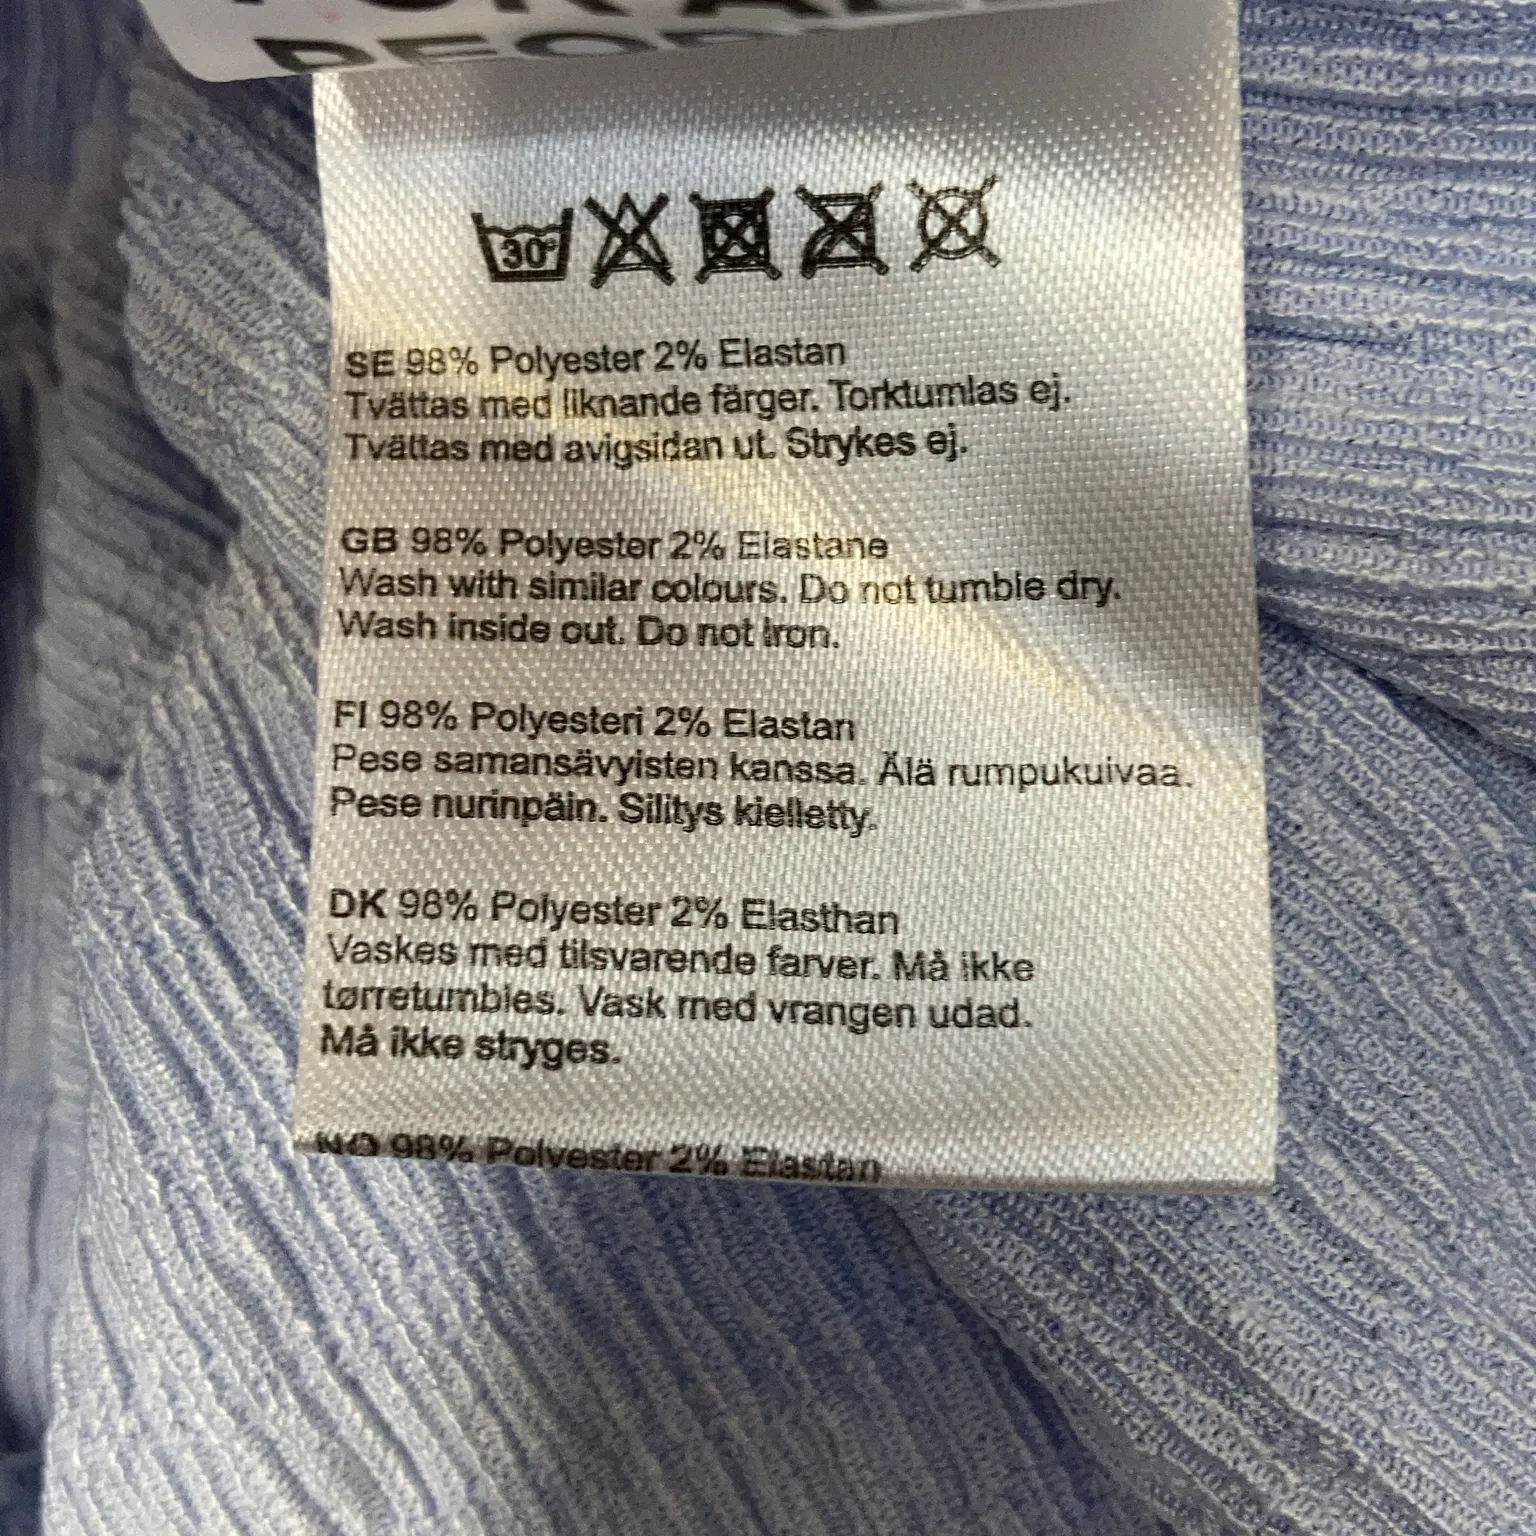 30°
SE 98% Polyester 2% Elastan
Tvättas med liknande färger. Torktumlas ej.
Tvättas med avigsidan ut. Strykes ej.
GB 98% Polyester 2% Elastane
Wash with similar colours. Do not tumble dry.
Wash inside out. Do not iron.
FI 98% Polyesteri 2% Elastan
Pese samansävyisten kanssa. Älä rumpukuivaa.
Pese nurinpäin. Silitys kielletty.
DK 98% Polyester 2% Elasthan
Vaskes med tilsvarende farver. Må ikke
tørretumbles. Vask med vrangen udad.
Må ikke stryges.
NO 98% Polyester 2% Elastan